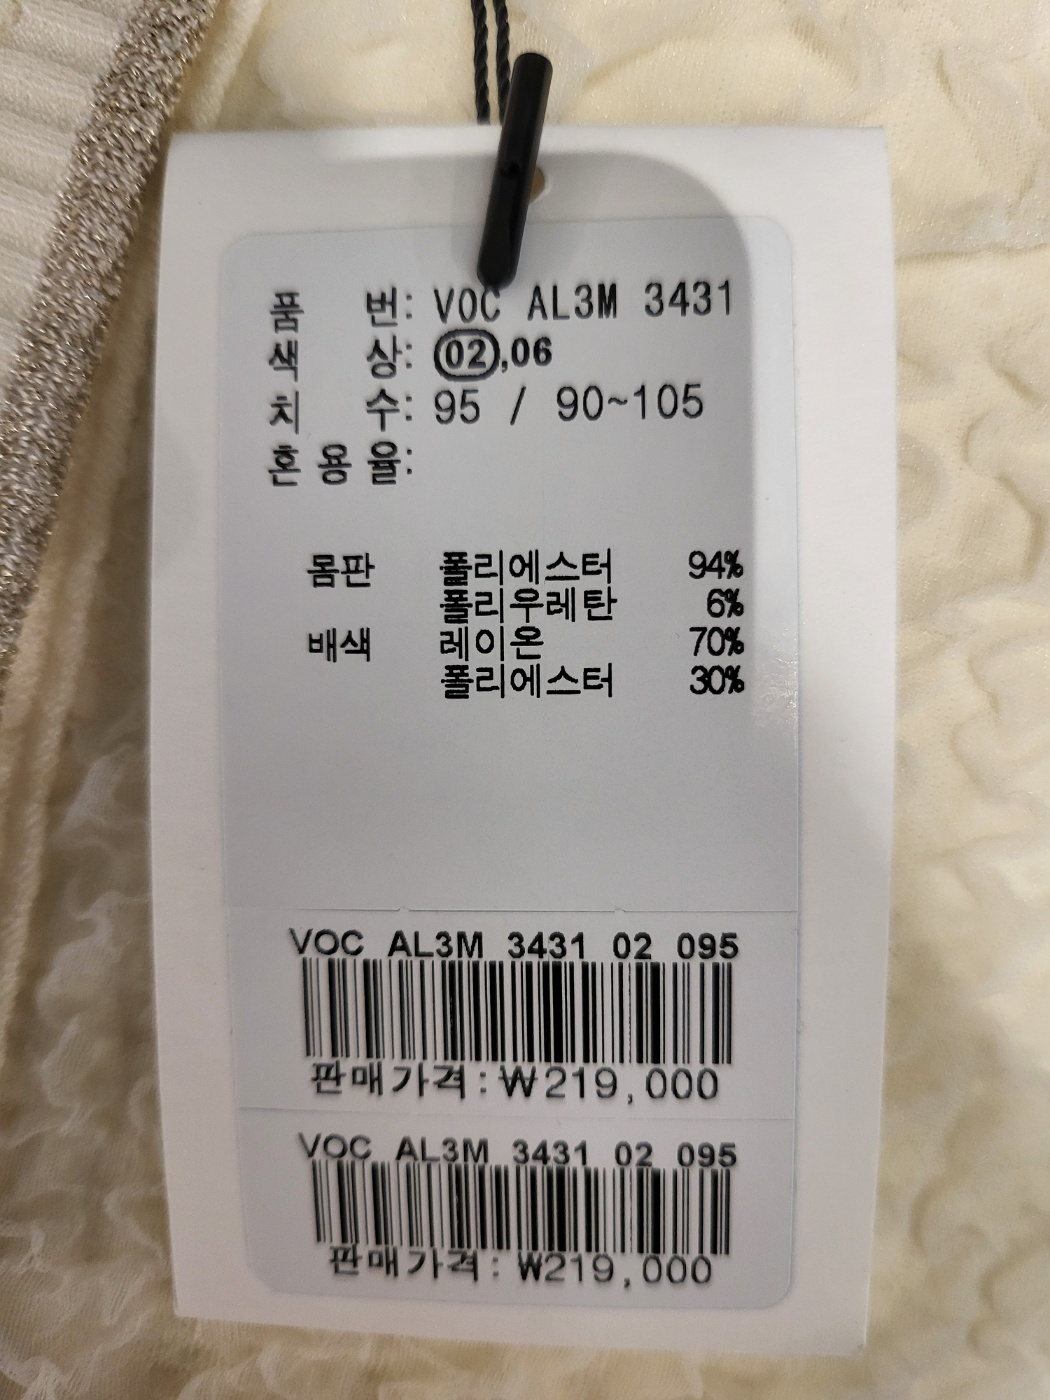 품 번: VOC AL3M 3431
색 상: 02,06
치 수: 95 / 90~105
혼 용 율:
몸판 폴리에스터 94%
폴리우레탄 6%
배색 레이온 70%
폴리에스터 30%
VOC AL3M 3431 02 095
판매가격:₩219,000
VOC AL3M 3431 02 095
판매가격:₩219,000